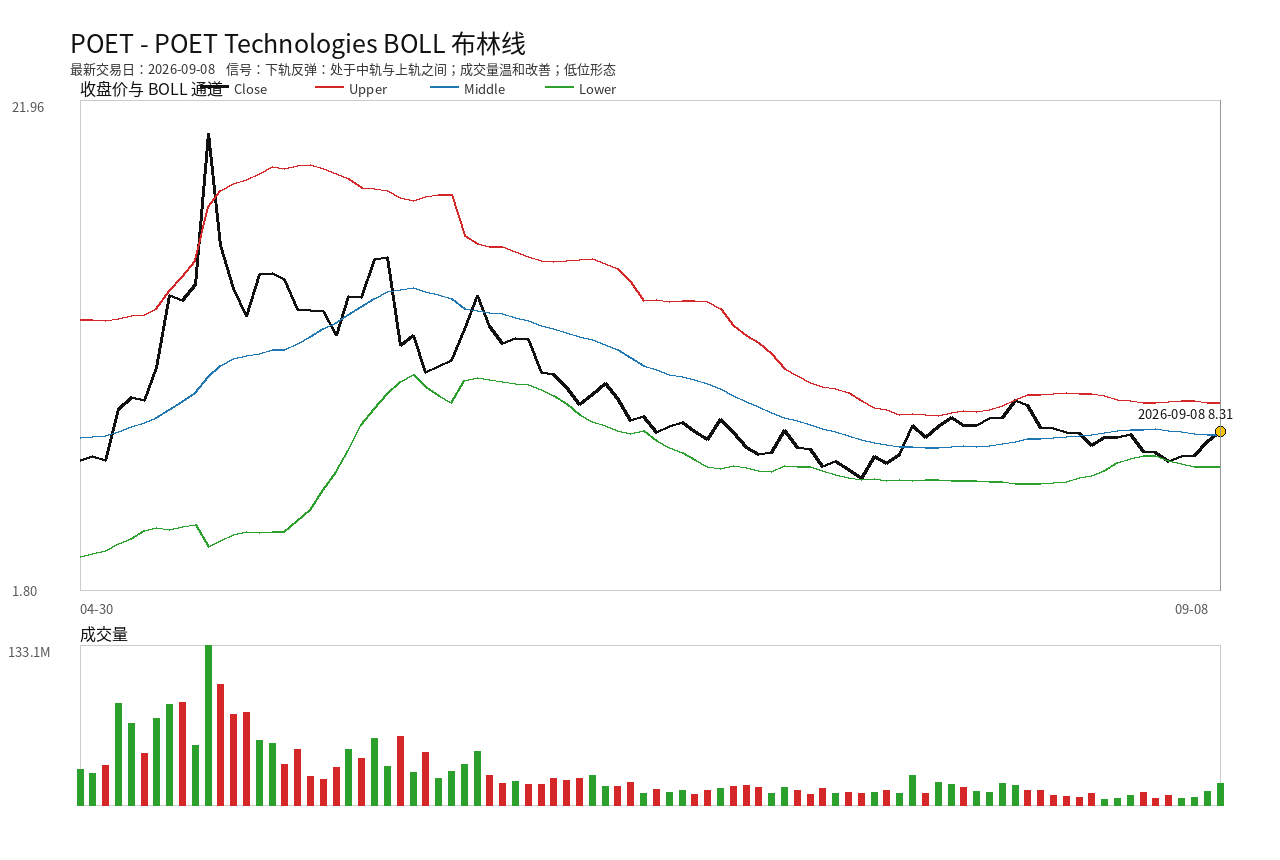 POET - POET Technologies BOLL 布林线
最新交易日：2026-09-08 信号：下轨反弹：处于中轨与上轨之间；成交量温和改善；低位形态
收盘价与 BOLL 通道 Close Upper Middle Lower
21.96
2026-09-08 8.31
1.80
04-30 09-08
成交量
133.1M